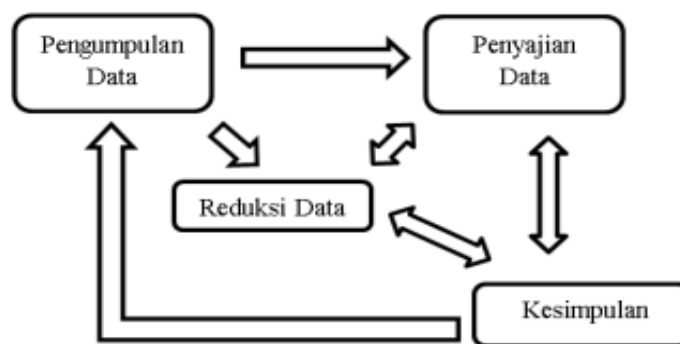 Pengumpulan
Data
Penyajian
Data
Reduksi Data
Kesimpulan